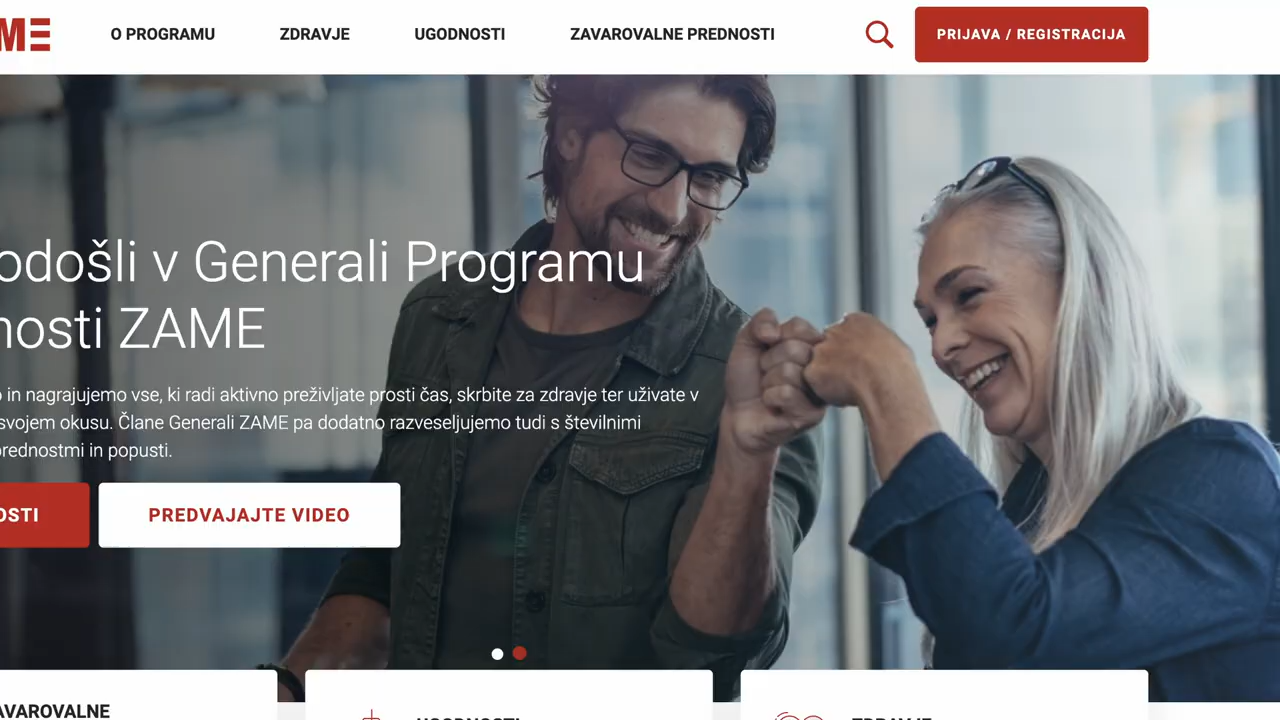 ME
O PROGRAMU
ZDRAVJE
UGODNOSTI
ZAVAROVALNE PREDNOSTI
PRIJAVA / REGISTRACIJA
odošli v Generali Programu
nosti ZAME
o in nagrajujemo vse, ki radi aktivno preživljate prosti čas, skrbite za zdravje ter uživate v
svojem okusu. Člane Generali ZAME pa dodatno razveseljujemo tudi s številnimi
prednostmi in popusti.
OSTI
PREDVAJAJTE VIDEO
AVAROVALNE
UGODNOSTI
ZDRAVJE